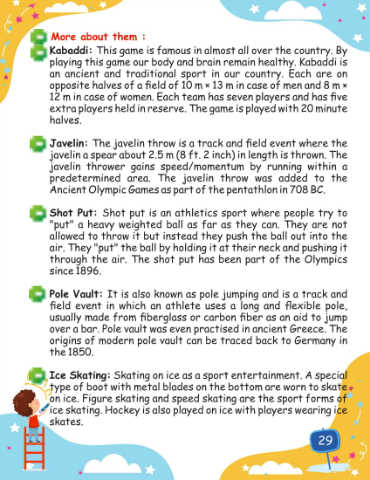 More about them :
Kabaddi: This game is famous in almost all over the country. By
playing this game our body and brain remain healthy. Kabaddi is
an ancient and traditional sport in our country. Each are on
opposite halves of a field of 10 m × 13 m in case of men and 8 m ×
12 m in case of women. Each team has seven players and has five
extra players held in reserve. The game is played with 20 minute
halves.
Javelin: The javelin throw is a track and field event where the
javelin a spear about 2.5 m (8 ft. 2 inch) in length is thrown. The
javelin thrower gains speed/momentum by running within a
predetermined area. The javelin throw was added to the
Ancient Olympic Games as part of the pentathlon in 708 BC.
Shot Put: Shot put is an athletics sport where people try to
"put" a heavy weighted ball as far as they can. They are not
allowed to throw it but instead they push the ball out into the
air. They "put" the ball by holding it at their neck and pushing it
through the air. The shot put has been part of the Olympics
since 1896.
Pole Vault: It is also known as pole jumping and is a track and
field event in which an athlete uses a long and flexible pole,
usually made from fiberglass or carbon fiber as an aid to jump
over a bar. Pole vault was even practised in ancient Greece. The
origins of modern pole vault can be traced back to Germany in
the 1850.
Ice Skating: Skating on ice as a sport entertainment. A special
type of boot with metal blades on the bottom are worn to skate
on ice. Figure skating and speed skating are the sport forms of
ice skating. Hockey is also played on ice with players wearing ice
skates.
29